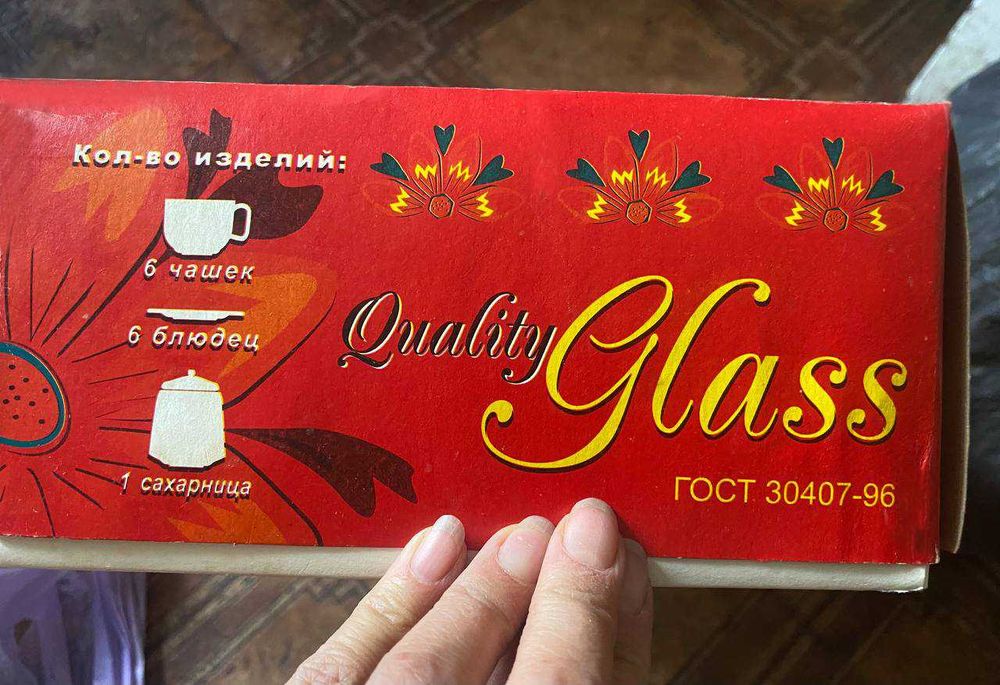 Кол-во изделий:
6 чашек
6 блюдец
1 сахарница
Quality Glass
ГОСТ 30407-96